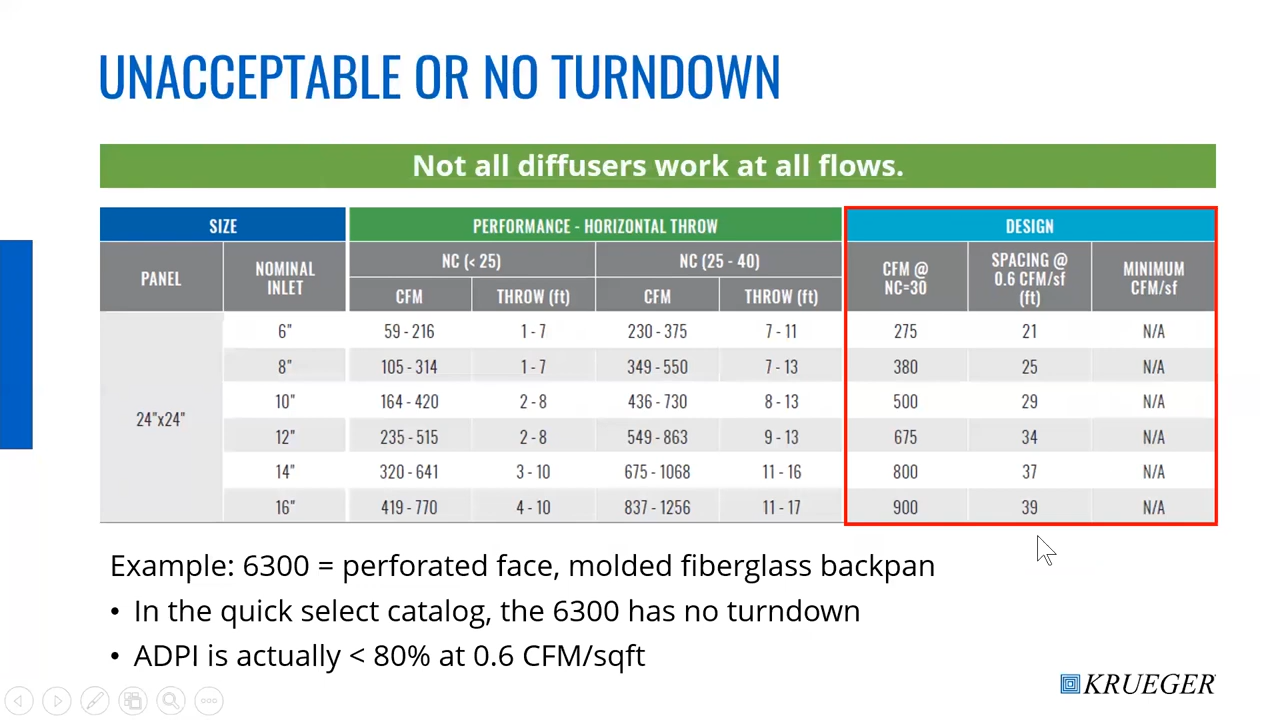 UNACCEPTABLE OR NO TURNDOWN
Not all diffusers work at all flows.
SIZE PERFORMANCE - HORIZONTAL THROW DESIGN
PANEL NOMINAL INLET NC (< 25) NC (25 - 40) CFM @ NC=30 SPACING @ 0.6 CFM/sf (ft) MINIMUM CFM/sf
CFM THROW (ft) CFM THROW (ft)
24"x24"
6" 59 - 216 1 - 7 230 - 375 7 - 11 275 21 N/A
8" 105 - 314 1 - 7 349 - 550 7 - 13 380 25 N/A
10" 164 - 420 2 - 8 436 - 730 8 - 13 500 29 N/A
12" 235 - 515 2 - 8 549 - 863 9 - 13 675 34 N/A
14" 320 - 641 3 - 10 675 - 1068 11 - 16 800 37 N/A
16" 419 - 770 4 - 10 837 - 1256 11 - 17 900 39 N/A
Example: 6300 = perforated face, molded fiberglass backpan
• In the quick select catalog, the 6300 has no turndown
• ADPI is actually < 80% at 0.6 CFM/sqft
KRUEGER